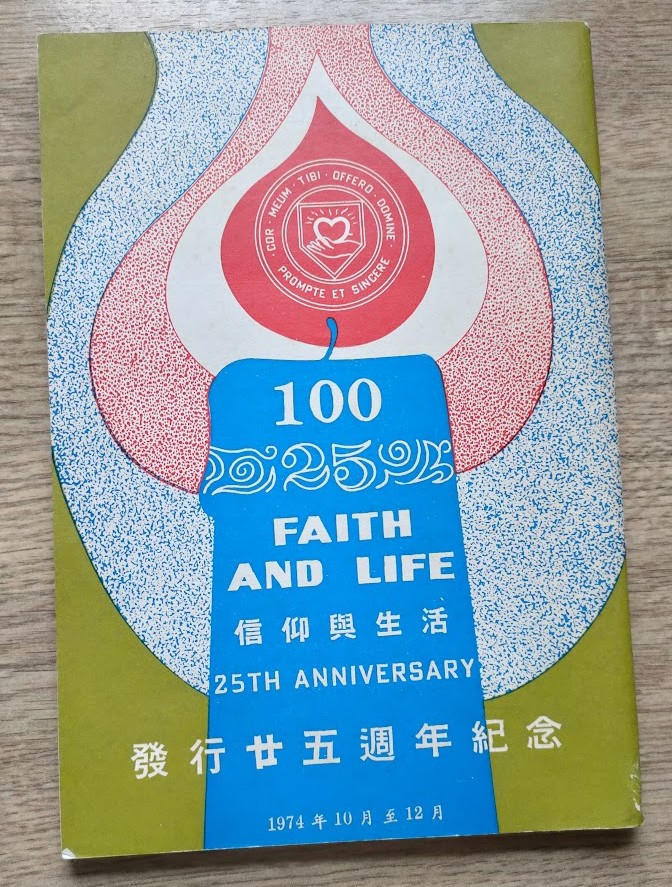 COR · MEUM · TIBI · OFFERO · DOMINE
PROMPTE ET SINCERE
100
25
FAITH
AND LIFE
信仰與生活
25TH ANNIVERSARY
發行廿五週年紀念
1974年10月至12月